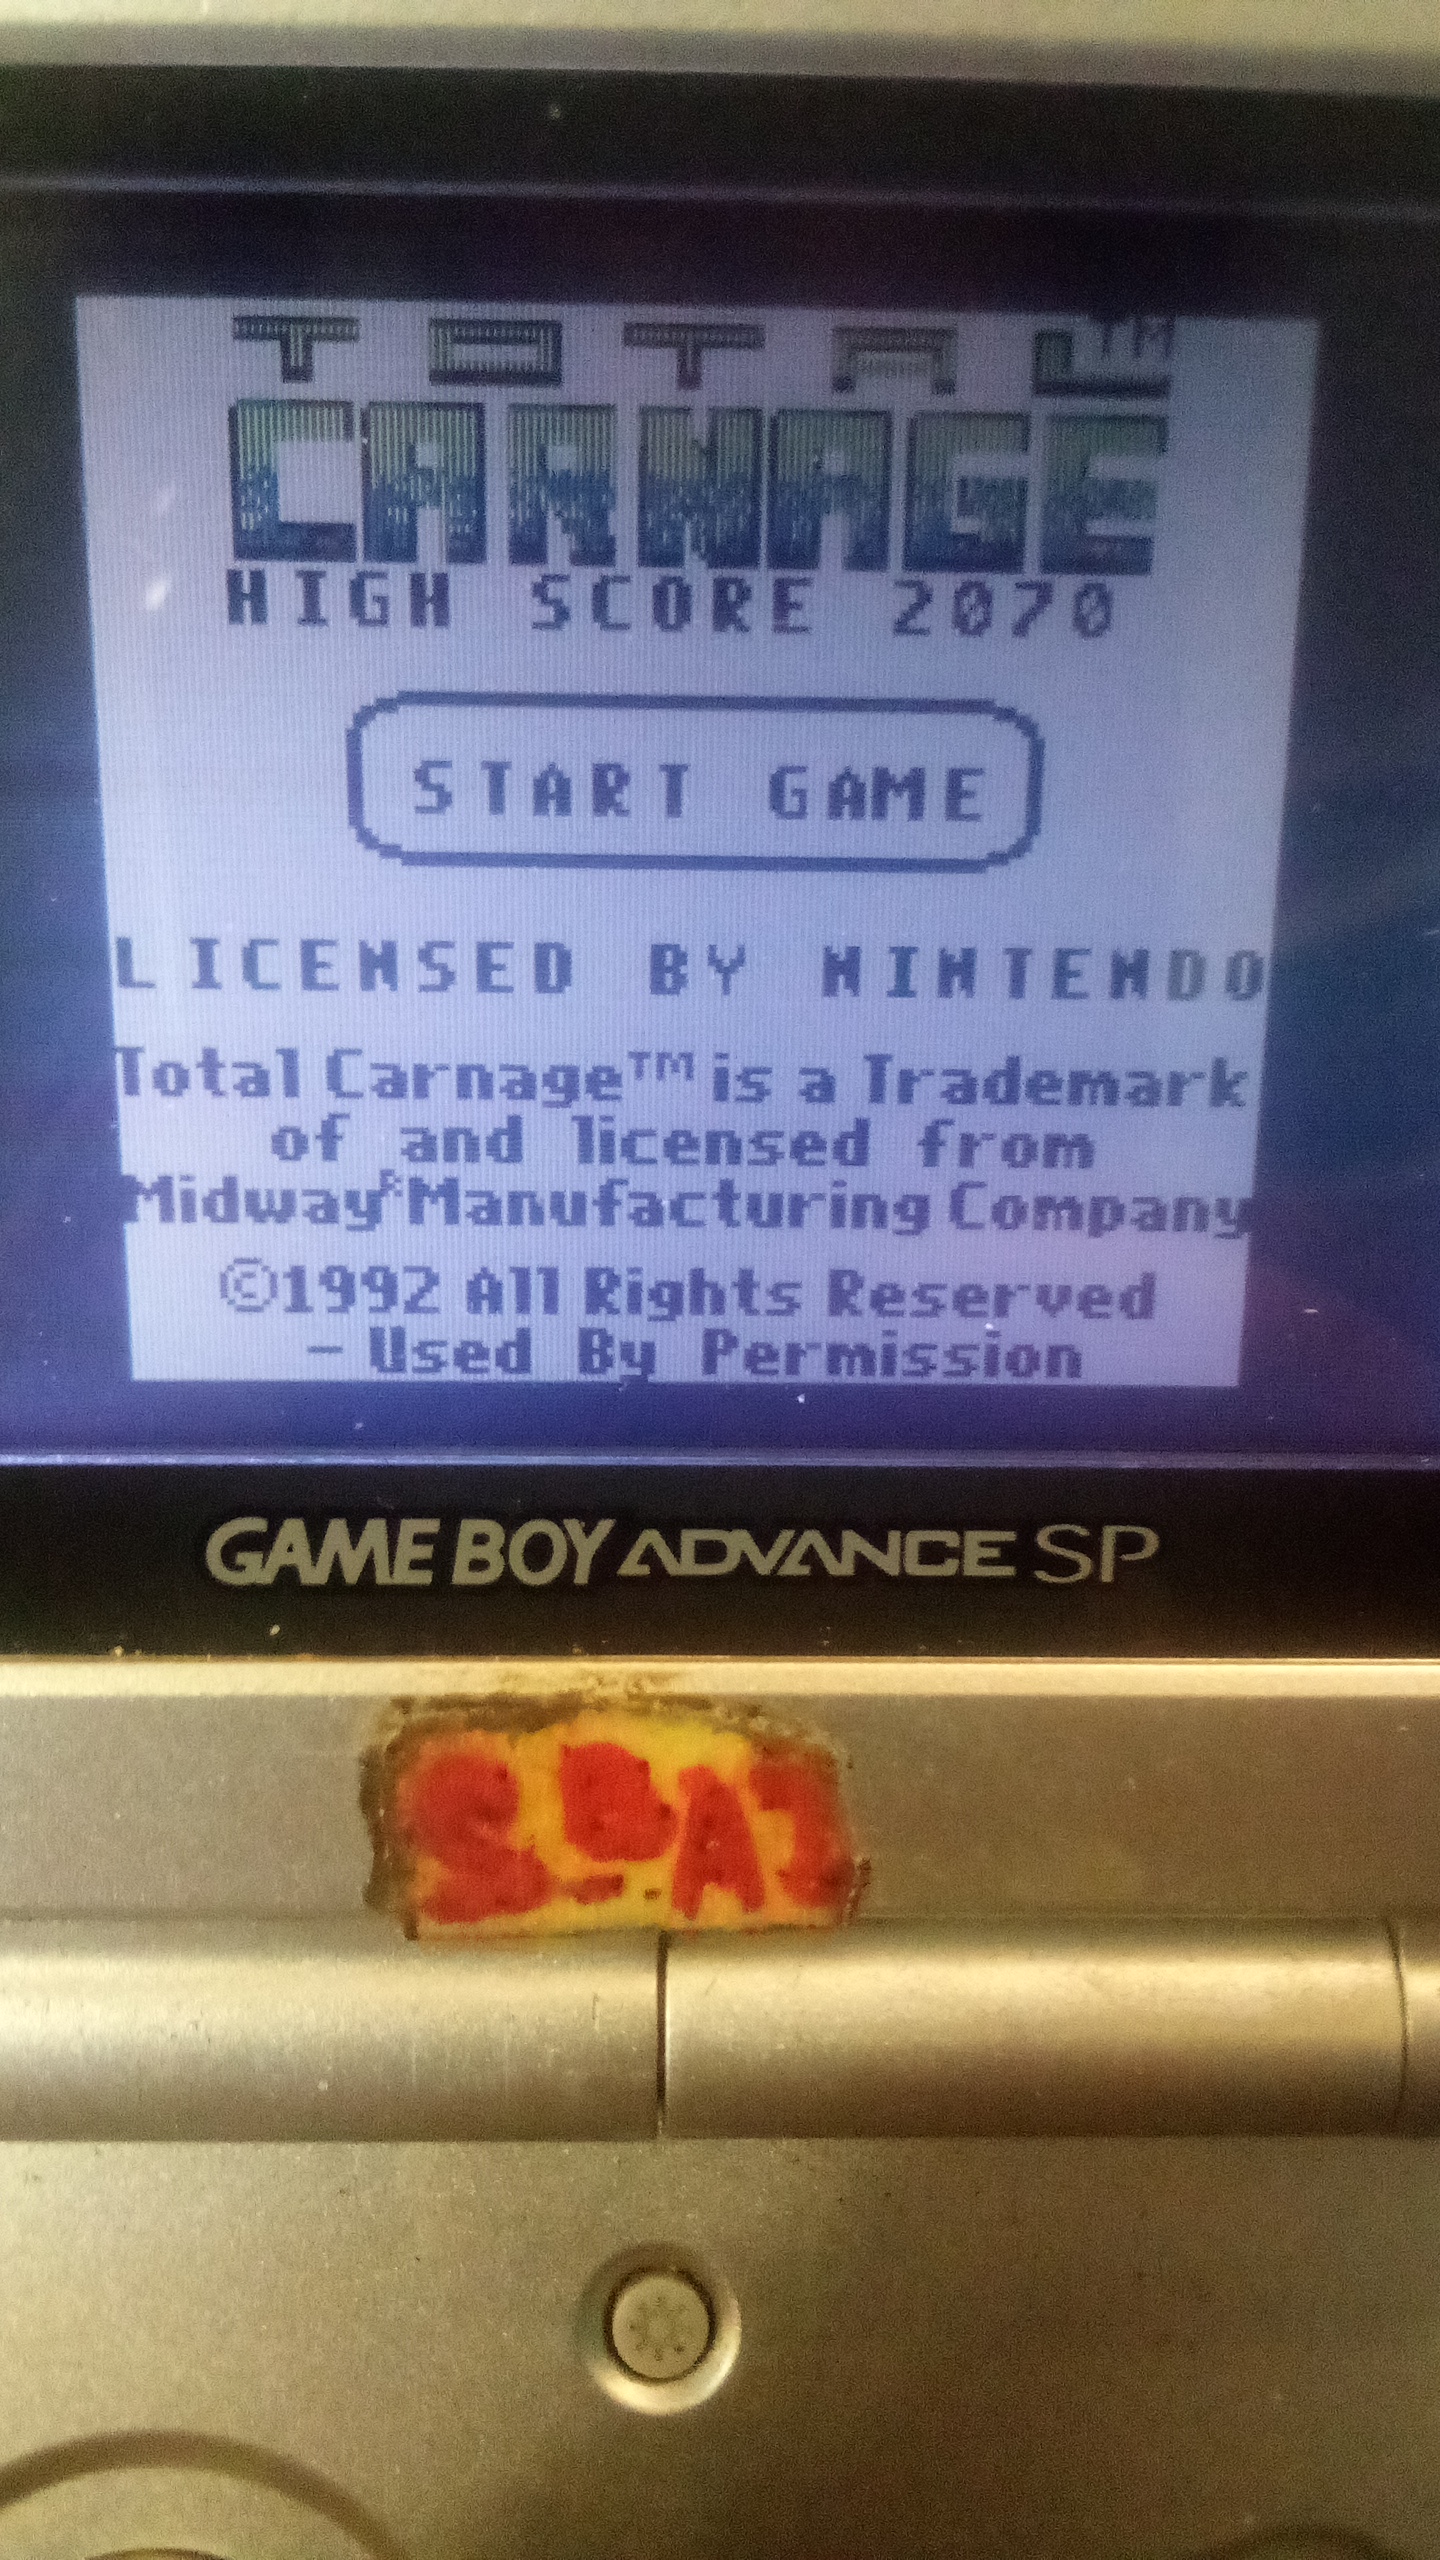 TOTAL™
CARNAGE
HIGH SCORE 2070
START GAME
LICENSED BY NINTENDO
Total Carnage™ is a Trademark
of and licensed from
Midway® Manufacturing Company
©1992 All Rights Reserved
- Used By Permission
GAME BOY ADVANCE SP